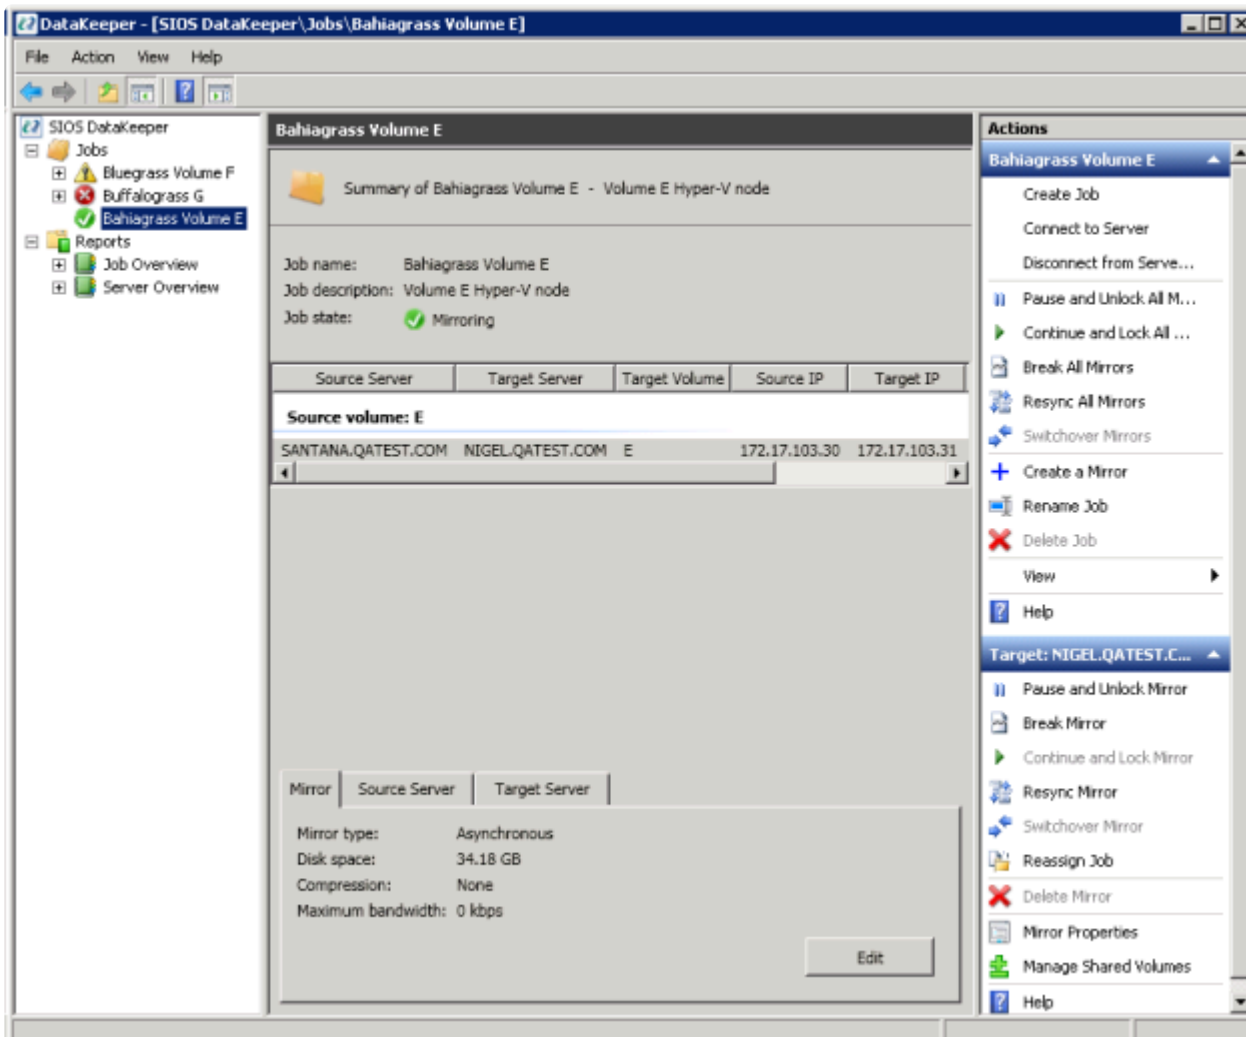 DataKeeper - [SIOS DataKeeper\Jobs\Bahiagrass Volume E]
File Action View Help
SIOS DataKeeper
Jobs
Bluegrass Volume F
Buffalograss G
Bahiagrass Volume E
Reports
Job Overview
Server Overview
Bahiagrass Volume E
Summary of Bahiagrass Volume E - Volume E Hyper-V node
Job name: Bahiagrass Volume E
Job description: Volume E Hyper-V node
Job state: Mirroring
Source Server Target Server Target Volume Source IP Target IP
Source volume: E
SANTANA.QATEST.COM NIGEL.QATEST.COM E 172.17.103.30 172.17.103.31
Mirror Source Server Target Server
Mirror type: Asynchronous
Disk space: 34.18 GB
Compression: None
Maximum bandwidth: 0 kbps
Edit
Actions
Bahiagrass Volume E
Create Job
Connect to Server
Disconnect from Serve...
Pause and Unlock All M...
Continue and Lock All ...
Break All Mirrors
Resync All Mirrors
Switchover Mirrors
Create a Mirror
Rename Job
Delete Job
View
Help
Target: NIGEL.QATEST.C...
Pause and Unlock Mirror
Break Mirror
Continue and Lock Mirror
Resync Mirror
Switchover Mirror
Reassign Job
Delete Mirror
Mirror Properties
Manage Shared Volumes
Help